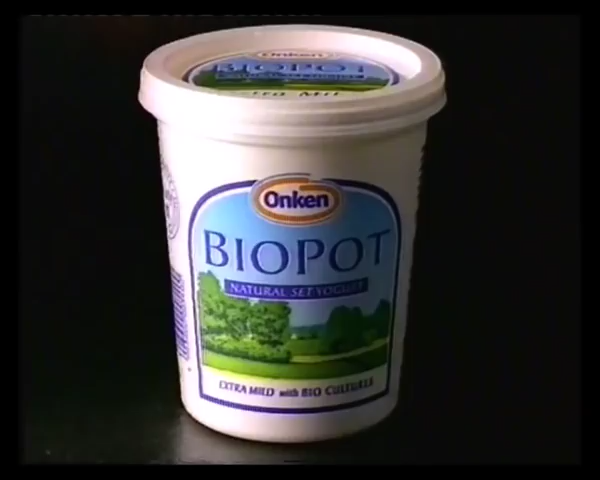 Onken
BIOPOT
Onken
BIOPOT
NATURAL SET YOGURT
EXTRA MILD with BIO CULTURES